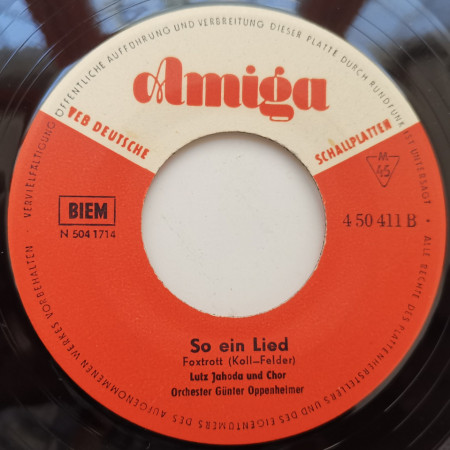 Amiga
VEB DEUTSCHE SCHALLPLATTEN
M
45
BIEM
N 504 1714
4 50 411 B
So ein Lied
Foxtrott (Koll–Felder)
Lutz Jahoda und Chor
Orchester Günter Oppenheimer
ALLE RECHTE DES PLATTENHERSTELLERS UND DES EIGENTÜMERS DES AUFGENOMMENEN WERKES VORBEHALTEN · VERVIELFÄLTIGUNG ÖFFENTLICHE AUFFÜHRUNG UND VERBREITUNG DIESER PLATTE DURCH RUNDFUNK IST UNTERSAGT ·